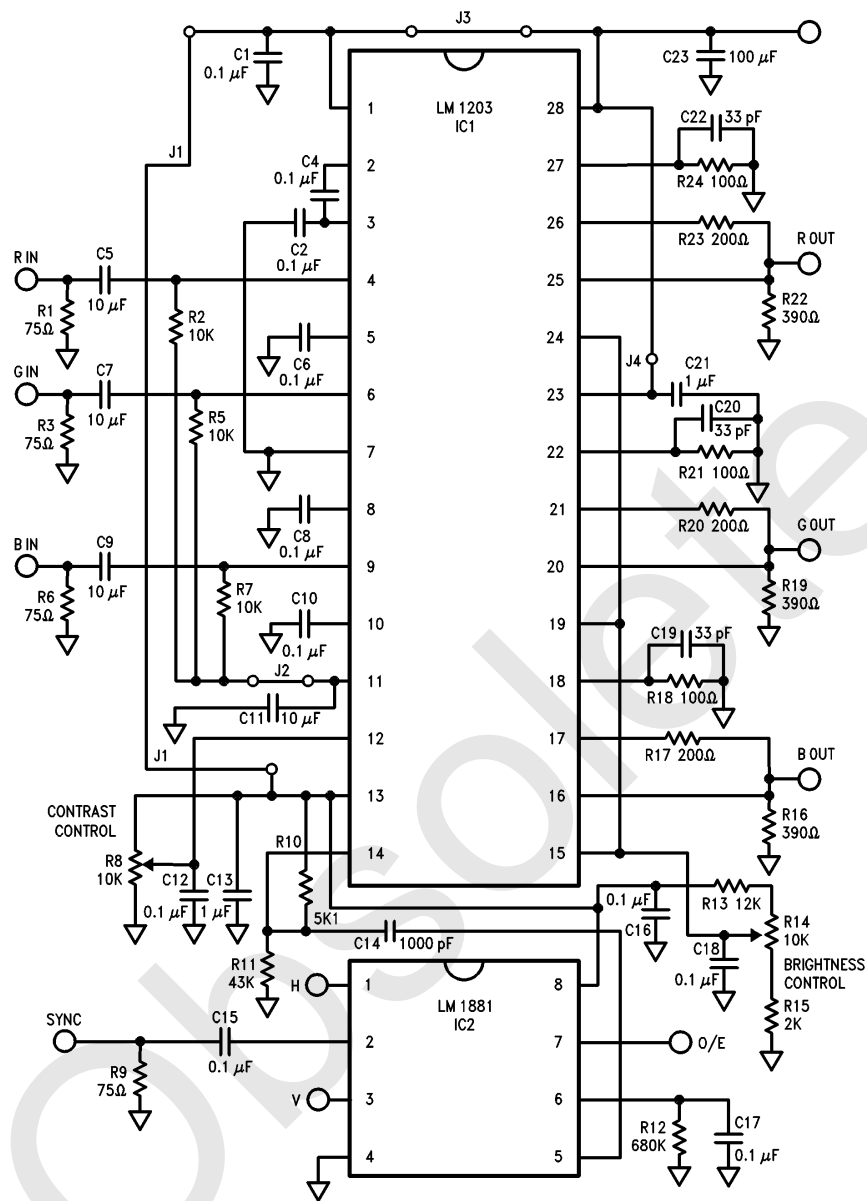 J3
C1
0.1 μF
C23
100 μF
LM 1203
IC1
1
28
J1
C4
0.1 μF
C22
33 pF
2
27
R24 100Ω
C2
0.1 μF
3
26
R23 200Ω
R IN
C5
10 μF
R1
75Ω
R2
10K
4
25
R OUT
R22
390Ω
5
24
C6
0.1 μF
J4
C21
1 μF
G IN
C7
10 μF
R3
75Ω
R5
10K
6
23
C20
33 pF
7
22
R21 100Ω
8
21
C8
0.1 μF
R20 200Ω
G OUT
B IN
C9
10 μF
R6
75Ω
R7
10K
9
20
R19
390Ω
C10
0.1 μF
10
19
C19
33 pF
J2
11
18
R18 100Ω
C11
10 μF
12
17
R17 200Ω
B OUT
J1
13
16
R16
390Ω
CONTRAST
CONTROL
R8
10K
R10
5K1
14
15
C12
0.1 μF
C13
1 μF
0.1 μF
C16
R13 12K
R14
10K
C18
0.1 μF
BRIGHTNESS
CONTROL
R15
2K
C14
1000 pF
R11
43K
H
1
LM 1881
IC2
8
SYNC
C15
0.1 μF
R9
75Ω
2
7
O/E
V
3
6
R12
680K
C17
0.1 μF
4
5
Obsolete